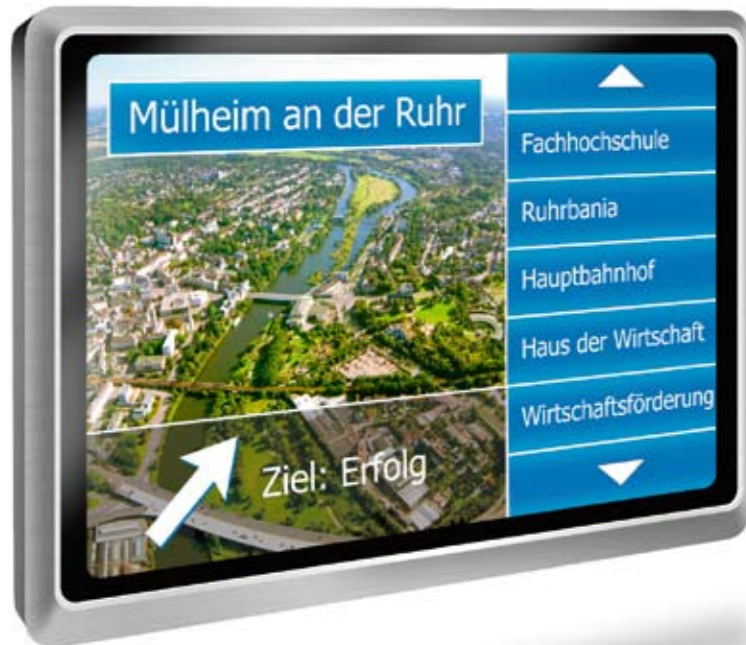 Mülheim an der Ruhr
Fachhochschule
Ruhrbania
Hauptbahnhof
Haus der Wirtschaft
Wirtschaftsförderung
Ziel: Erfolg